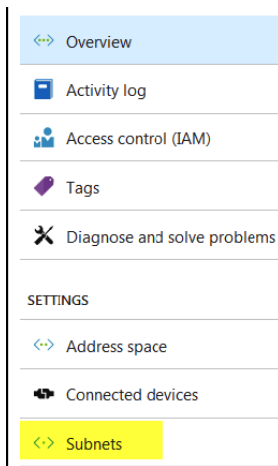 Overview
Activity log
Access control (IAM)
Tags
Diagnose and solve problems
SETTINGS
Address space
Connected devices
Subnets